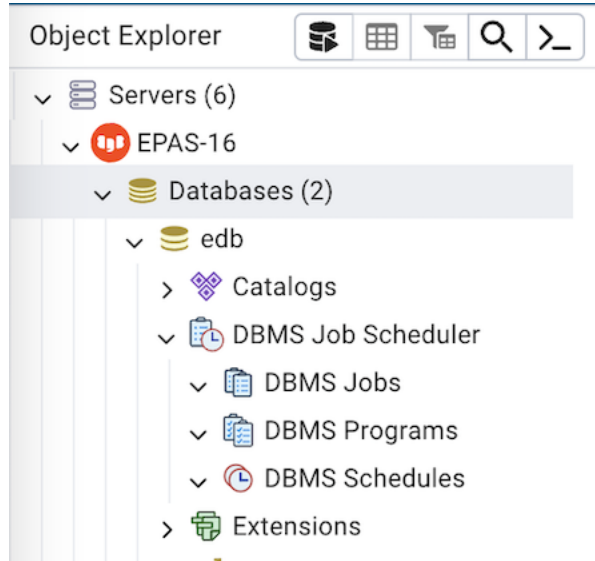 Object Explorer
Servers (6)
EPAS-16
Databases (2)
edb
Catalogs
DBMS Job Scheduler
DBMS Jobs
DBMS Programs
DBMS Schedules
Extensions